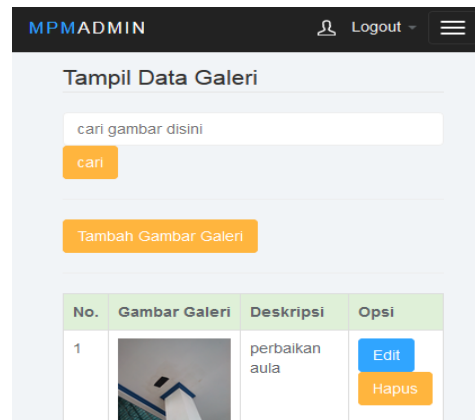 MPMADMIN Logout
Tampil Data Galeri
cari gambar disini
cari
Tambah Gambar Galeri
No. Gambar Galeri Deskripsi Opsi
1 perbaikan aula Edit
Hapus